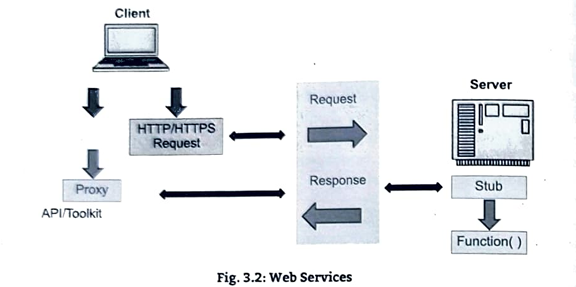 Client
Server
HTTP/HTTPS
Request
Request
Response
Proxy
API/Toolkit
Stub
Function( )
Fig. 3.2: Web Services